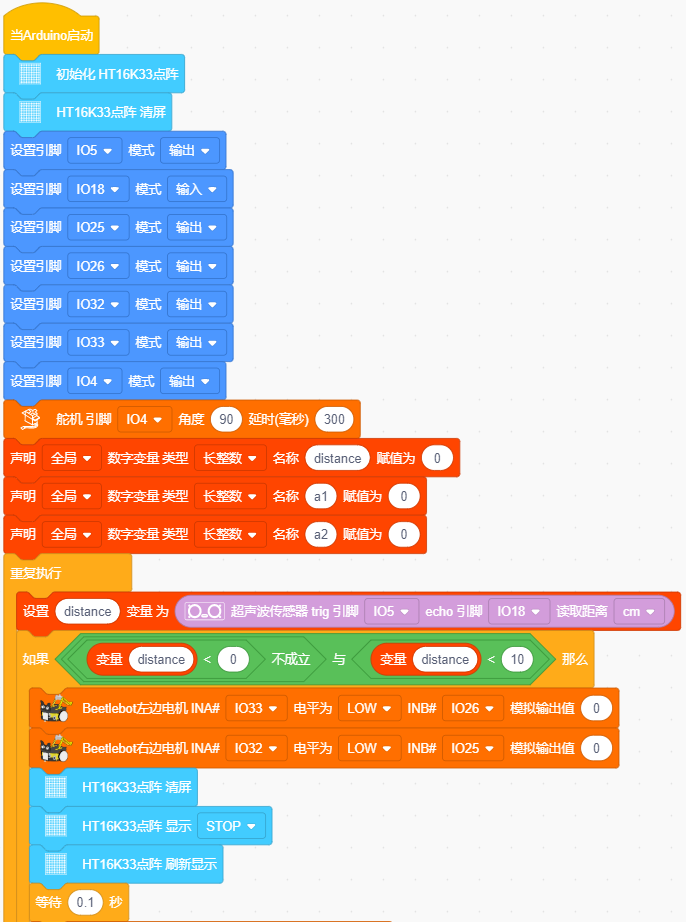 当Arduino启动
初始化 HT16K33点阵
HT16K33点阵 清屏
设置引脚 IO5 模式 输出
设置引脚 IO18 模式 输入
设置引脚 IO25 模式 输出
设置引脚 IO26 模式 输出
设置引脚 IO32 模式 输出
设置引脚 IO33 模式 输出
设置引脚 IO4 模式 输出
舵机 引脚 IO4 角度 90 延时(毫秒) 300
声明 全局 数字变量 类型 长整数 名称 distance 赋值为 0
声明 全局 数字变量 类型 长整数 名称 a1 赋值为 0
声明 全局 数字变量 类型 长整数 名称 a2 赋值为 0
重复执行
设置 distance 变量 为 超声波传感器 trig 引脚 IO5 echo 引脚 IO18 读取距离 cm
如果 变量 distance < 0 不成立 与 变量 distance < 10 那么
Beetlebot左边电机 INA# IO33 电平为 LOW INB# IO26 模拟输出值 0
Beetlebot右边电机 INA# IO32 电平为 LOW INB# IO25 模拟输出值 0
HT16K33点阵 清屏
HT16K33点阵 显示 STOP
HT16K33点阵 刷新显示
等待 0.1 秒